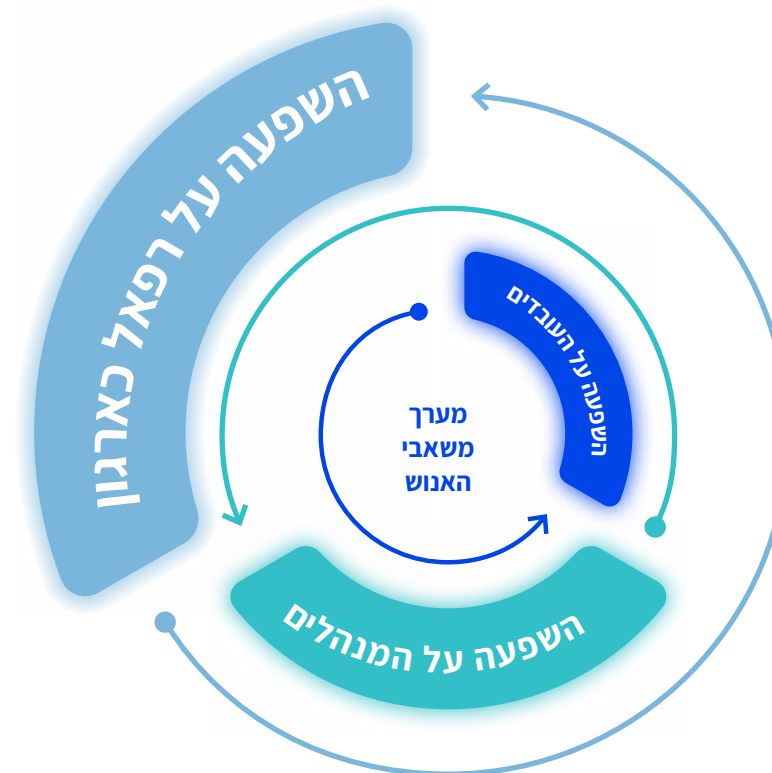 השפעה על רפאל כארגון
השפעה על העובדים
מערך
משאבי
האנוש
השפעה על המנהלים